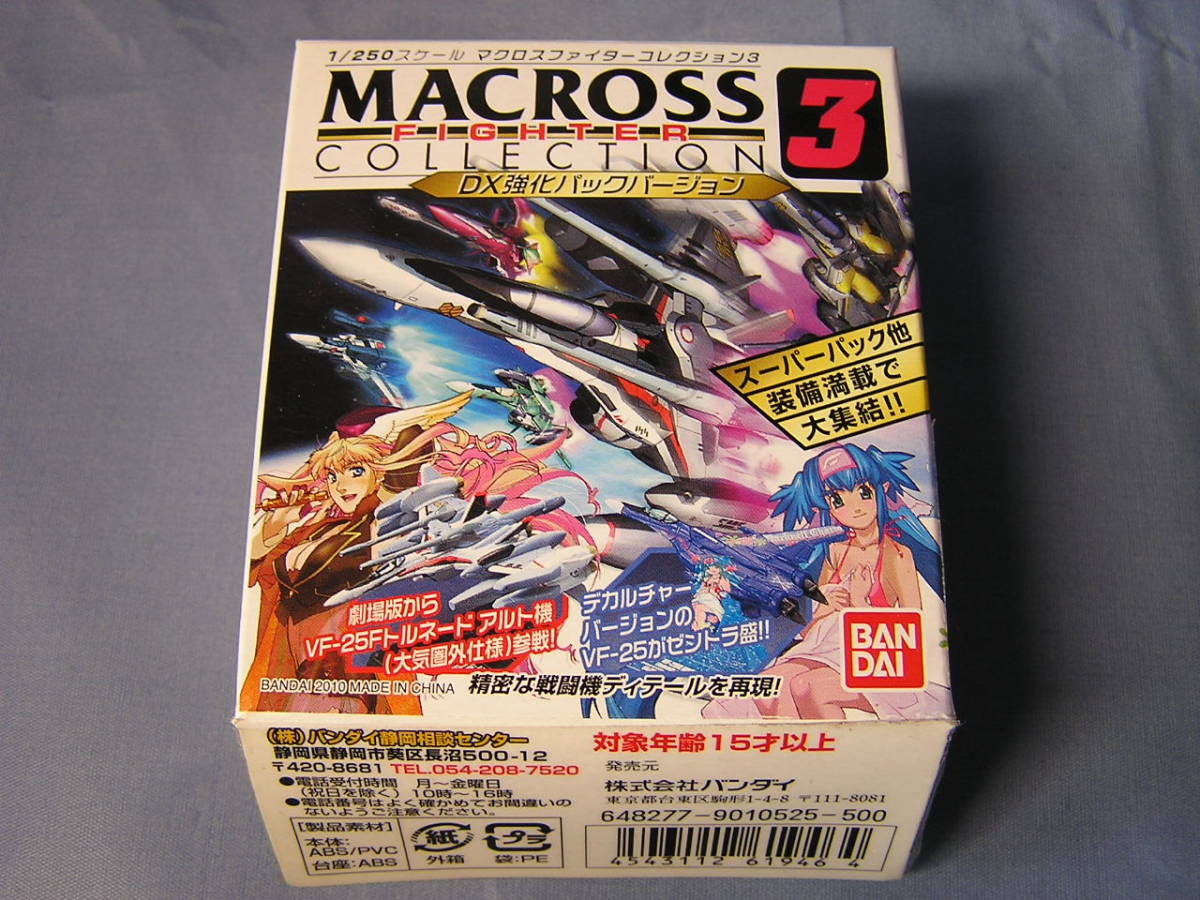 1/250スケール マクロスファイターコレクション3
MACROSS
FIGHTER
COLLECTION
3
DX強化パックバージョン
スーパーパック他
装備満載で
大集結!!
劇場版から
VF-25Fトルネード アルト機
(大気圏外仕様)参戦!
デカルチャー
バージョンの
VF-25がゼントラ盛!!
BAN
DAI
BANDAI 2010 MADE IN CHINA
精密な戦闘機ディテールを再現!
(株)バンダイ静岡相談センター
静岡県静岡市葵区長沼500-12
〒420-8681 TEL.054-208-7520
●電話受付時間 月〜金曜日
(祝日を除く) 10時〜16時
●電話番号はよく確かめてお間違いの
ないようご注意ください。
[製品素材]
本体:
ABS/PVC
台座:ABS
紙
外箱
プラ
袋:PE
対象年齢15才以上
発売元
株式会社バンダイ
東京都台東区駒形1-4-8 〒111-8081
648277-9010525-500
4543112 619464